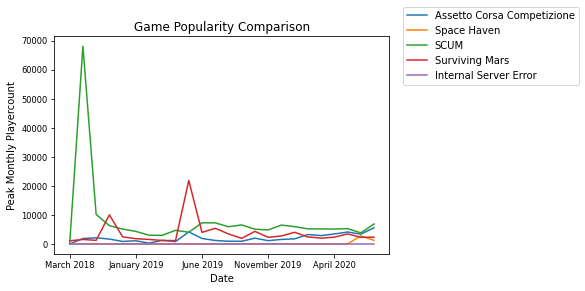 Game Popularity Comparison
Assetto Corsa Competizione
Space Haven
SCUM
Surviving Mars
Internal Server Error
Peak Monthly Playercount
70000
60000
50000
40000
30000
20000
10000
0
March 2018 January 2019 June 2019 November 2019 April 2020
Date